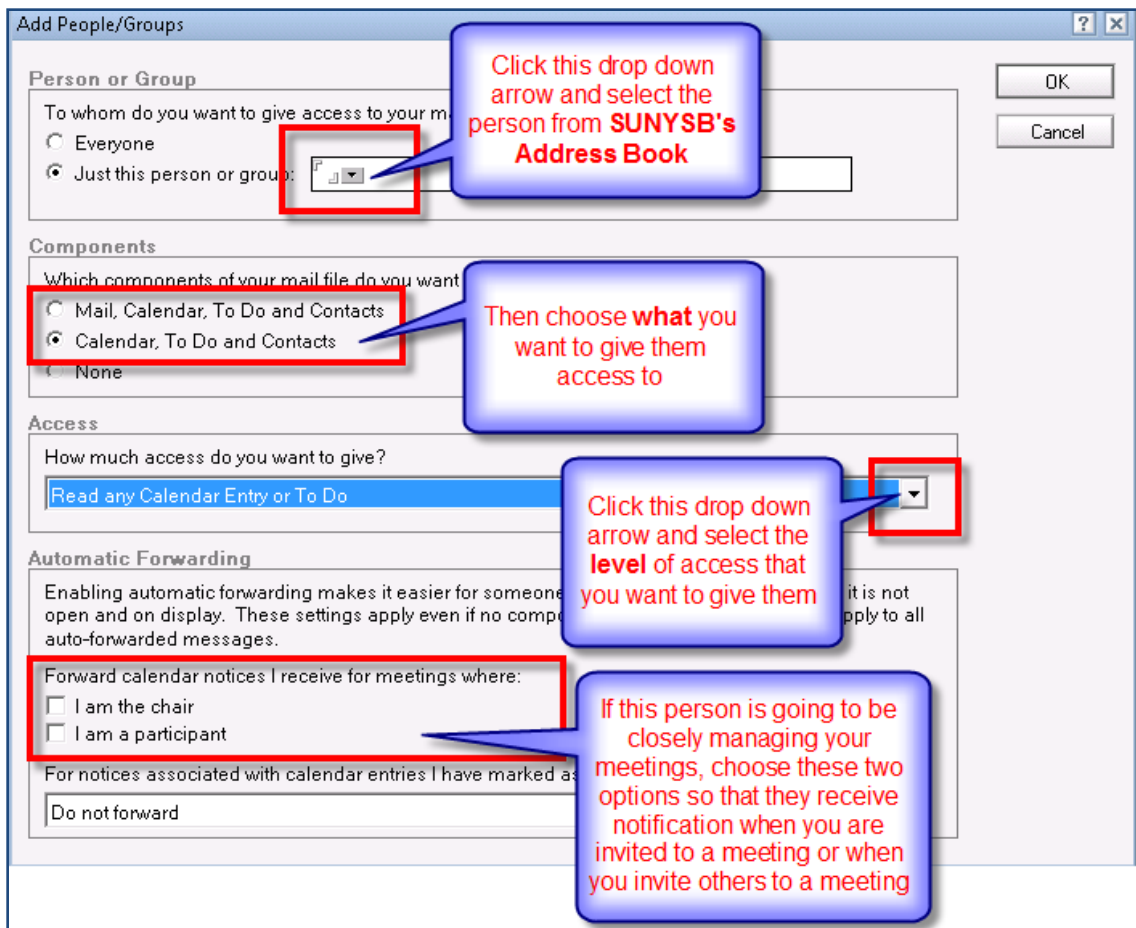 Add People/Groups
Person or Group
To whom do you want to give access to your m
Everyone
Just this person or group:
Click this drop down
arrow and select the
person from SUNYSB's
Address Book
OK
Cancel
Components
Which components of your mail file do you want
Mail, Calendar, To Do and Contacts
Calendar, To Do and Contacts
None
Then choose what you
want to give them
access to
Access
How much access do you want to give?
Read any Calendar Entry or To Do
Click this drop down
arrow and select the
level of access that
you want to give them
Automatic Forwarding
Enabling automatic forwarding makes it easier for someone it is not
open and on display. These settings apply even if no comp pply to all
auto-forwarded messages.
Forward calendar notices I receive for meetings where:
I am the chair
I am a participant
For notices associated with calendar entries I have marked as
Do not forward
If this person is going to be
closely managing your
meetings, choose these two
options so that they receive
notification when you are
invited to a meeting or when
you invite others to a meeting